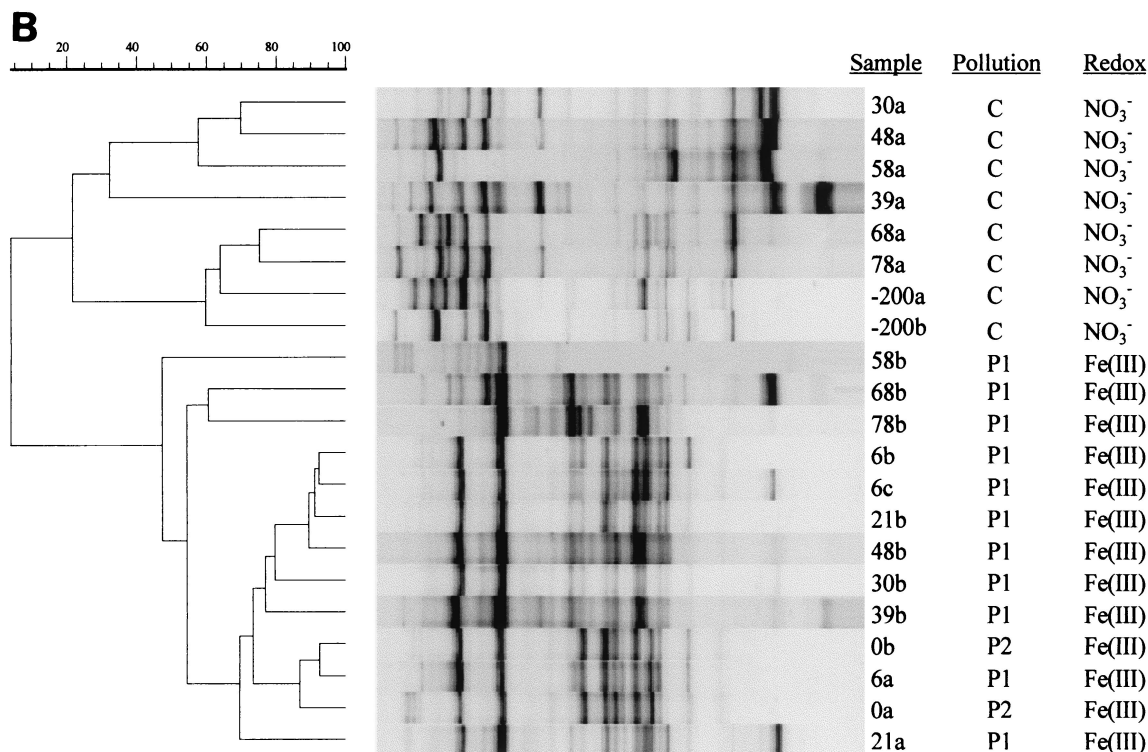 B
20 40 60 80 100
Sample Pollution Redox
30a C NO₃⁻
48a C NO₃⁻
58a C NO₃⁻
39a C NO₃⁻
68a C NO₃⁻
78a C NO₃⁻
-200a C NO₃⁻
-200b C NO₃⁻
58b P1 Fe(III)
68b P1 Fe(III)
78b P1 Fe(III)
6b P1 Fe(III)
6c P1 Fe(III)
21b P1 Fe(III)
48b P1 Fe(III)
30b P1 Fe(III)
39b P1 Fe(III)
0b P2 Fe(III)
6a P1 Fe(III)
0a P2 Fe(III)
21a P1 Fe(III)